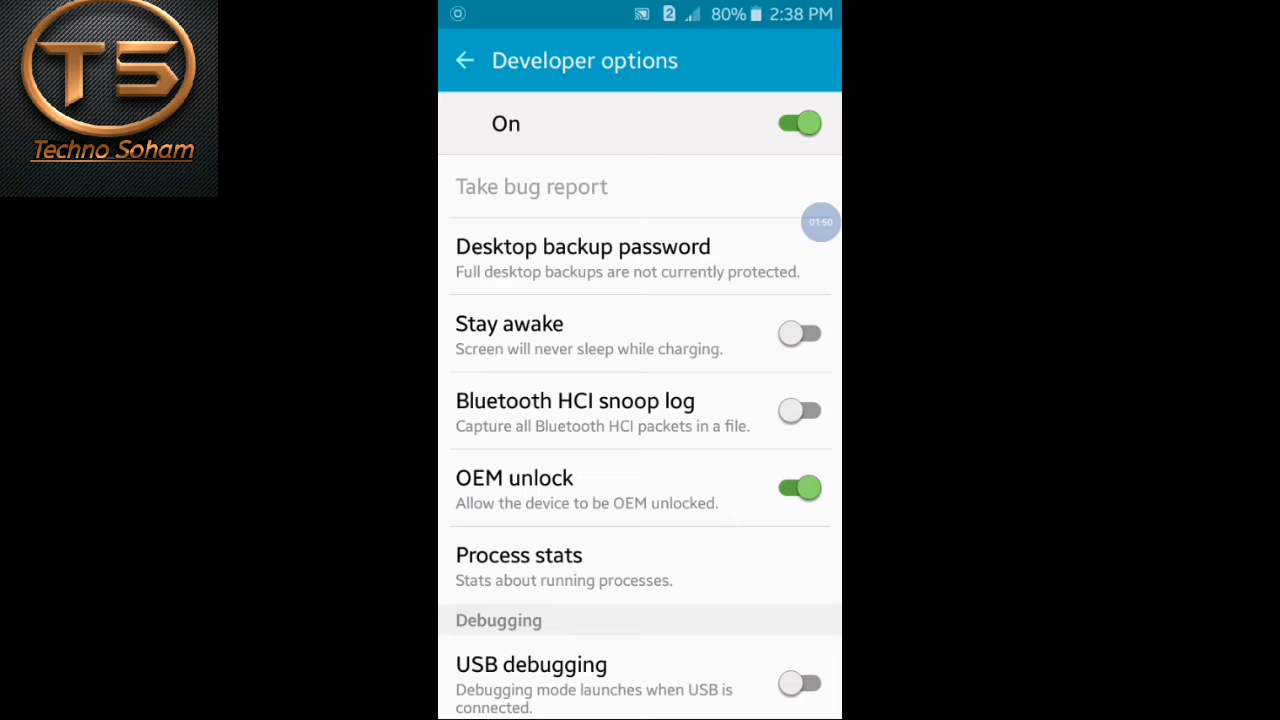 TS
Techno Soham
2 80% 2:38 PM
Developer options
On
Take bug report
01:50
Desktop backup password
Full desktop backups are not currently protected.
Stay awake
Screen will never sleep while charging.
Bluetooth HCI snoop log
Capture all Bluetooth HCI packets in a file.
OEM unlock
Allow the device to be OEM unlocked.
Process stats
Stats about running processes.
Debugging
USB debugging
Debugging mode launches when USB is
connected.